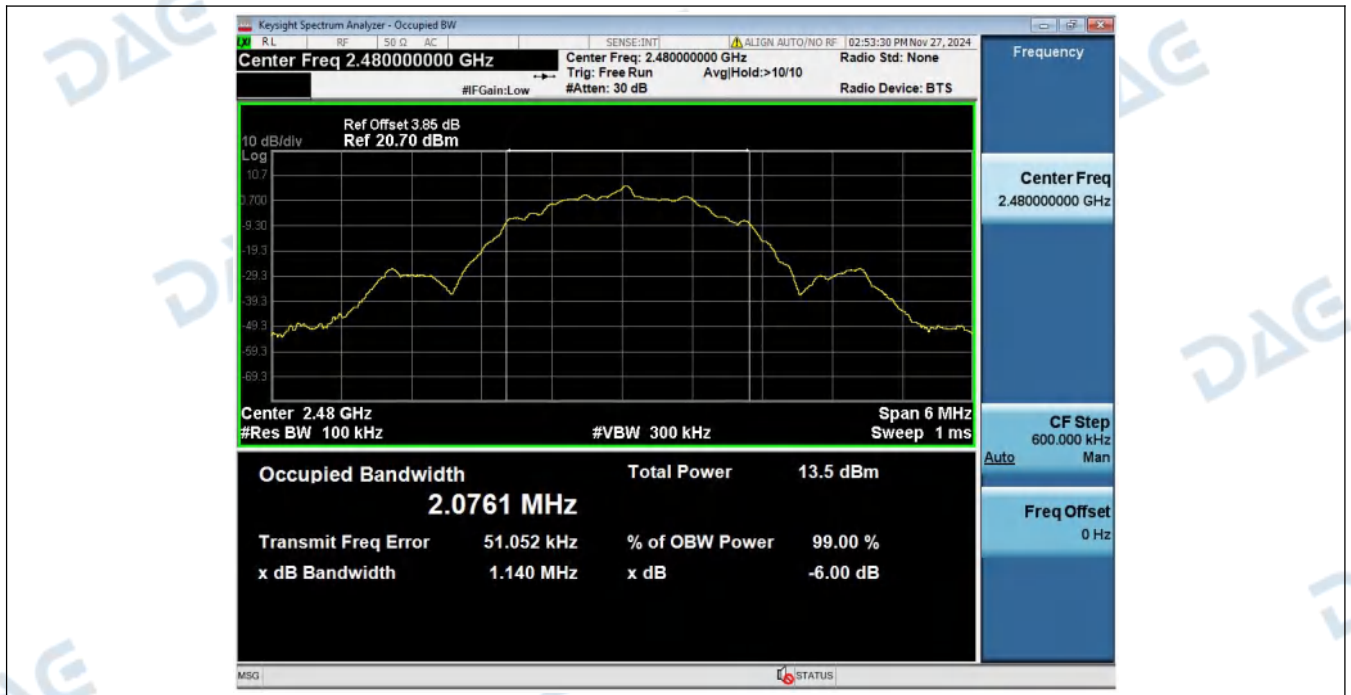 DAG
Keysight Spectrum Analyzer - Occupied BW
LXI RL RF 50 Ω AC SENSE:INT ALIGN AUTO/NO RF 02:53:30 PM Nov 27, 2024
Center Freq 2.480000000 GHz
Center Freq: 2.480000000 GHz Radio Std: None
Trig: Free Run Avg|Hold:>10/10
#IFGain:Low #Atten: 30 dB Radio Device: BTS
Ref Offset 3.85 dB
10 dB/div Ref 20.70 dBm
Log
10.7
0.700
-9.30
-19.3
-29.3
-39.3
-49.3
-59.3
-69.3
Center 2.48 GHz Span 6 MHz
#Res BW 100 kHz #VBW 300 kHz Sweep 1 ms
Occupied Bandwidth Total Power 13.5 dBm
2.0761 MHz
Transmit Freq Error 51.052 kHz % of OBW Power 99.00 %
x dB Bandwidth 1.140 MHz x dB -6.00 dB
MSG STATUS
Frequency
Center Freq
2.480000000 GHz
CF Step
600.000 kHz
Auto Man
Freq Offset
0 Hz
DAG